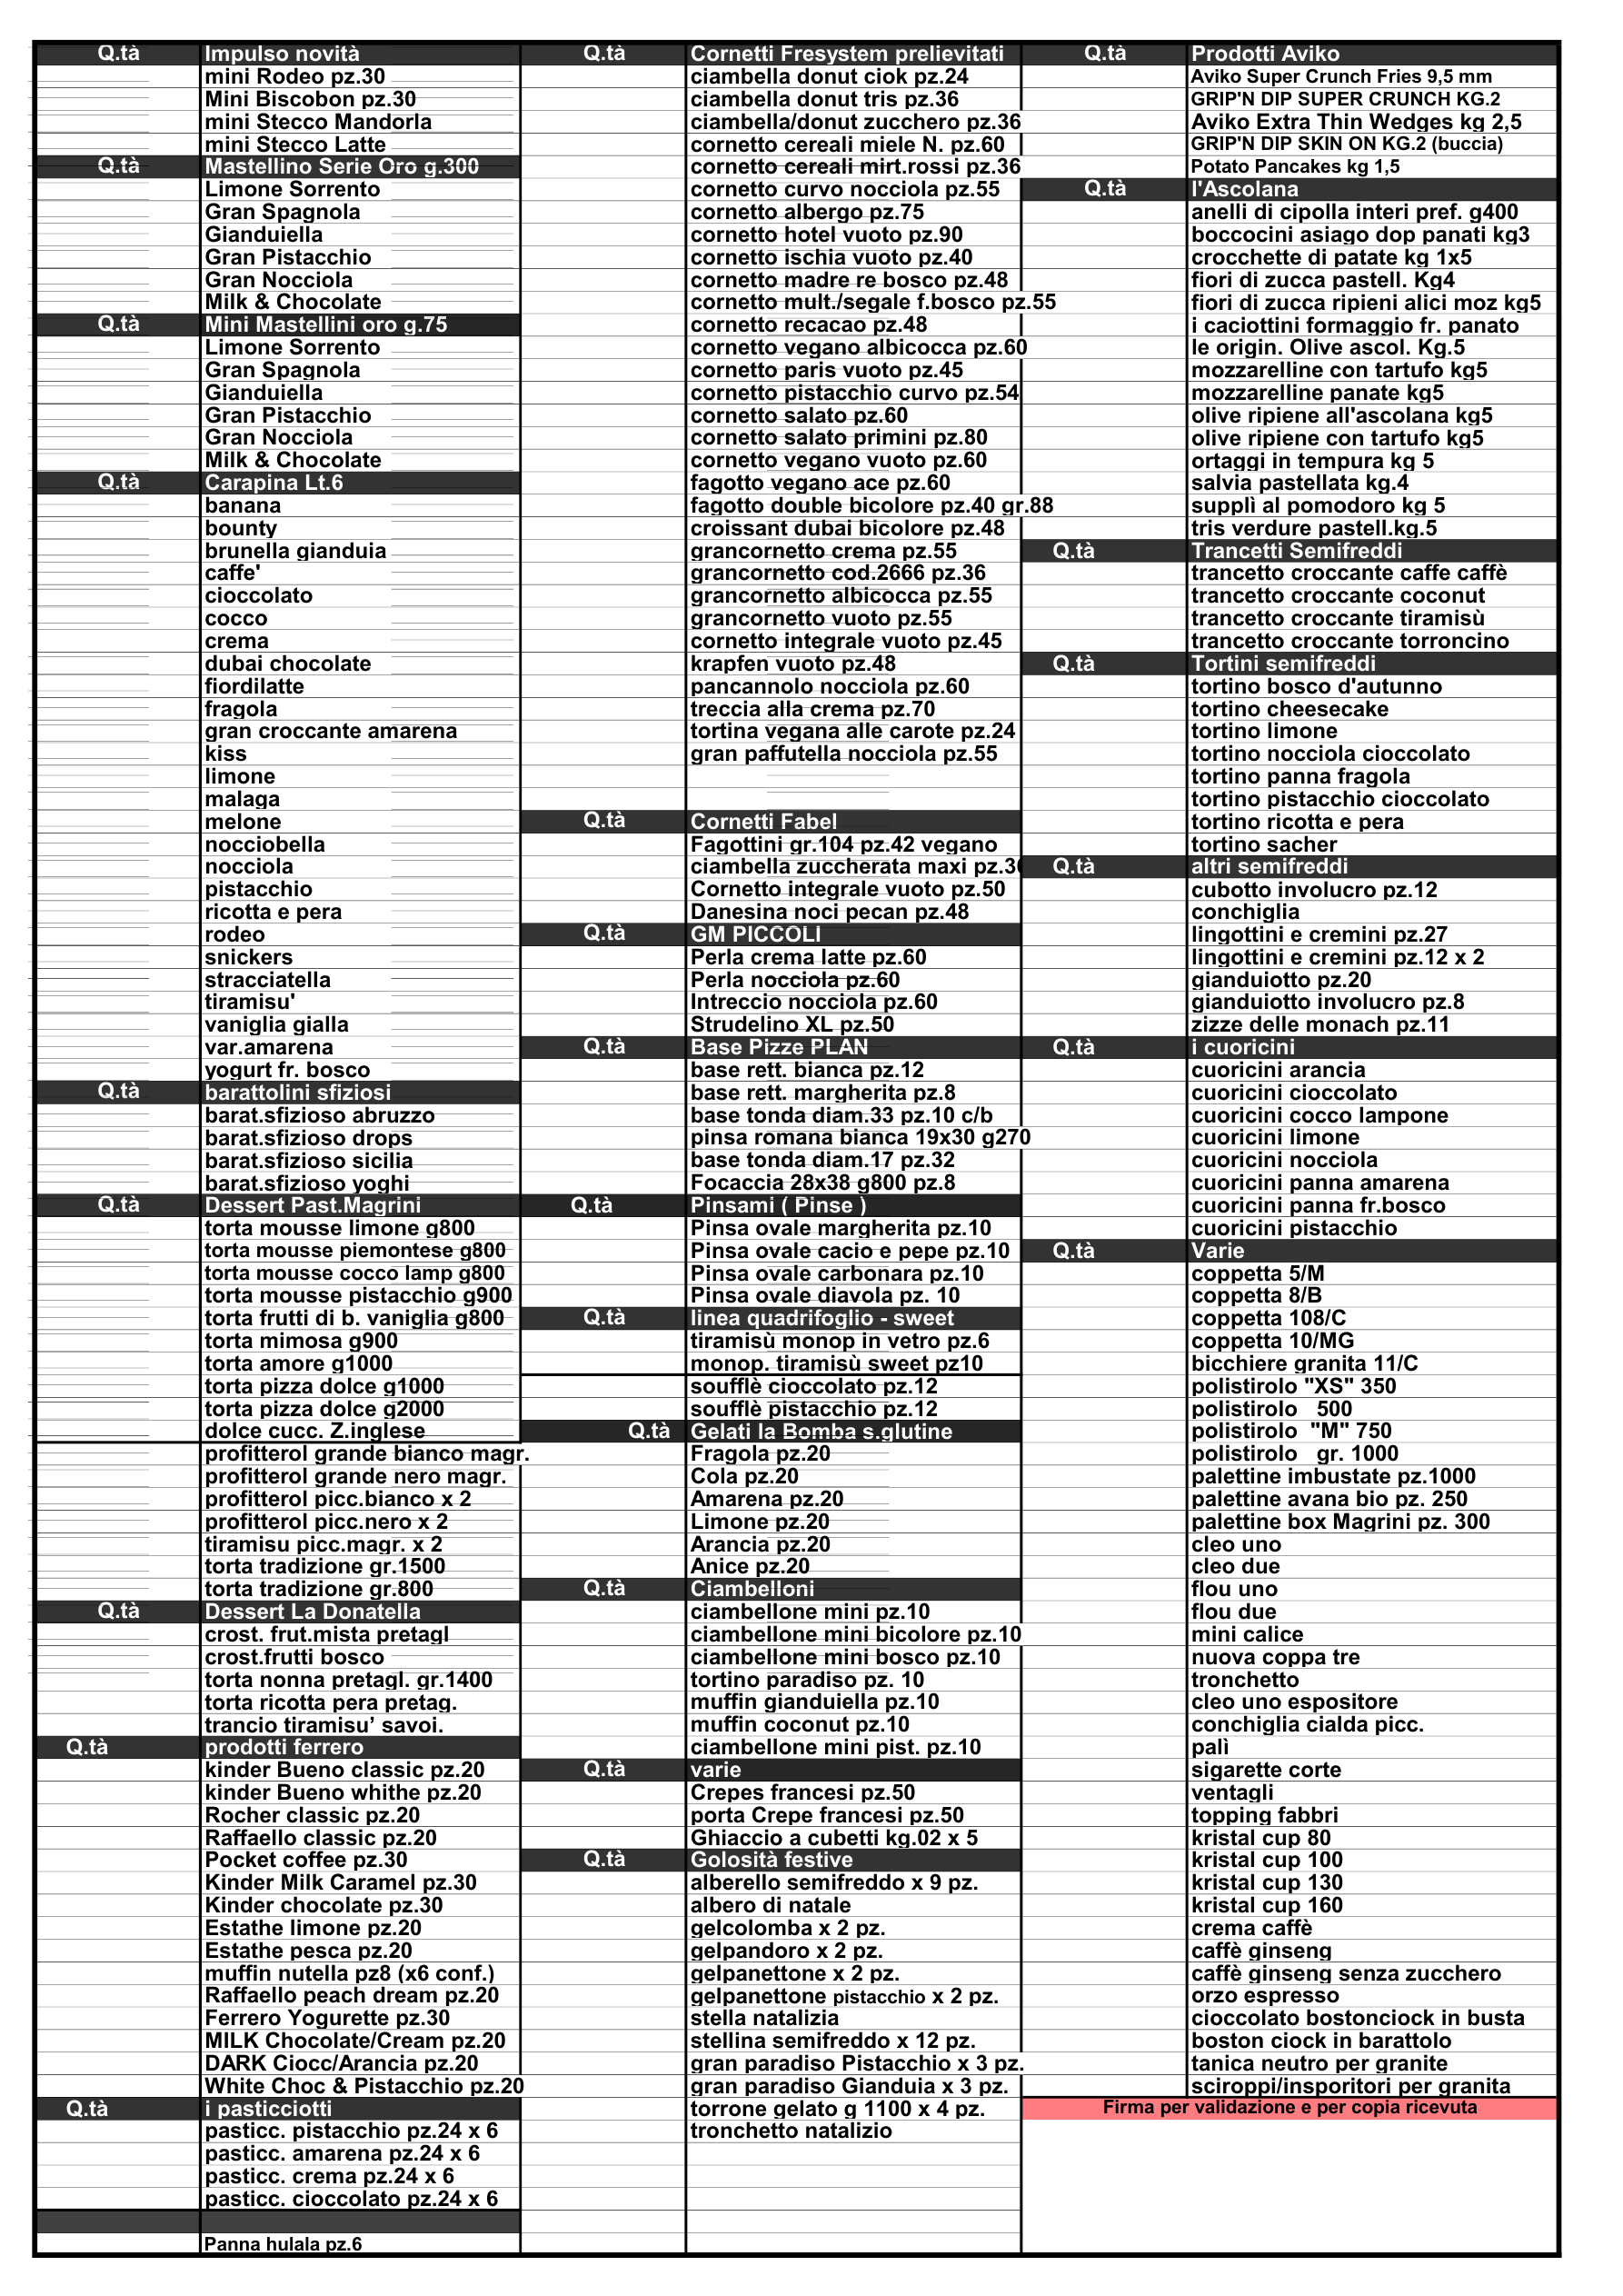 Q.tà Impulso novità
mini Rodeo pz.30
Mini Biscobon pz.30
mini Stecco Mandorla
mini Stecco Latte
Q.tà Mastellino Serie Oro g.300
Limone Sorrento
Gran Spagnola
Gianduiella
Gran Pistacchio
Gran Nocciola
Milk & Chocolate
Q.tà Mini Mastellini oro g.75
Limone Sorrento
Gran Spagnola
Gianduiella
Gran Pistacchio
Gran Nocciola
Milk & Chocolate
Q.tà Carapina Lt.6
banana
bounty
brunella gianduia
caffe'
cioccolato
cocco
crema
dubai chocolate
fiordilatte
fragola
gran croccante amarena
kiss
limone
malaga
melone
nocciobella
nocciola
pistacchio
ricotta e pera
rodeo
snickers
stracciatella
tiramisu'
vaniglia gialla
var.amarena
yogurt fr. bosco
Q.tà barattolini sfiziosi
barat.sfizioso abruzzo
barat.sfizioso drops
barat.sfizioso sicilia
barat.sfizioso yoghi
Q.tà Dessert Past.Magrini
torta mousse limone g800
torta mousse piemontese g800
torta mousse cocco lamp g800
torta mousse pistacchio g900
torta frutti di b. vaniglia g800
torta mimosa g900
torta amore g1000
torta pizza dolce g1000
torta pizza dolce g2000
dolce cucc. Z.inglese
profitterol grande bianco magr.
profitterol grande nero magr.
profitterol picc.bianco x 2
profitterol picc.nero x 2
tiramisu picc.magr. x 2
torta tradizione gr.1500
torta tradizione gr.800
Q.tà Dessert La Donatella
crost. frut.mista pretagl
crost.frutti bosco
torta nonna pretagl. gr.1400
torta ricotta pera pretag.
trancio tiramisu’ savoi.
Q.tà prodotti ferrero
kinder Bueno classic pz.20
kinder Bueno whithe pz.20
Rocher classic pz.20
Raffaello classic pz.20
Pocket coffee pz.30
Kinder Milk Caramel pz.30
Kinder chocolate pz.30
Estathe limone pz.20
Estathe pesca pz.20
muffin nutella pz8 (x6 conf.)
Raffaello peach dream pz.20
Ferrero Yogurette pz.30
MILK Chocolate/Cream pz.20
DARK Ciocc/Arancia pz.20
White Choc & Pistacchio pz.20
Q.tà i pasticciotti
pasticc. pistacchio pz.24 x 6
pasticc. amarena pz.24 x 6
pasticc. crema pz.24 x 6
pasticc. cioccolato pz.24 x 6
Panna hulala pz.6
Q.tà Cornetti Fresystem prelievitati
ciambella donut ciok pz.24
ciambella donut tris pz.36
ciambella/donut zucchero pz.36
cornetto cereali miele N. pz.60
cornetto cereali mirt.rossi pz.36
cornetto curvo nocciola pz.55
cornetto albergo pz.75
cornetto hotel vuoto pz.90
cornetto ischia vuoto pz.40
cornetto madre re bosco pz.48
cornetto mult./segale f.bosco pz.55
cornetto recacao pz.48
cornetto vegano albicocca pz.60
cornetto paris vuoto pz.45
cornetto pistacchio curvo pz.54
cornetto salato pz.60
cornetto salato primini pz.80
cornetto vegano vuoto pz.60
fagotto vegano ace pz.60
fagotto double bicolore pz.40 gr.88
croissant dubai bicolore pz.48
grancornetto crema pz.55
grancornetto cod.2666 pz.36
grancornetto albicocca pz.55
grancornetto vuoto pz.55
cornetto integrale vuoto pz.45
krapfen vuoto pz.48
pancannolo nocciola pz.60
treccia alla crema pz.70
tortina vegana alle carote pz.24
gran paffutella nocciola pz.55
Q.tà Cornetti Fabel
Fagottini gr.104 pz.42 vegano
ciambella zuccherata maxi
Cornetto integrale vuoto pz.50
Danesina noci pecan pz.48
Q.tà GM PICCOLI
Perla crema latte pz.60
Perla nocciola pz.60
Intreccio nocciola pz.60
Strudelino XL pz.50
Q.tà Base Pizze PLAN
base rett. bianca pz.12
base rett. margherita pz.8
base tonda diam.33 pz.10 c/b
pinsa romana bianca 19x30 g270
base tonda diam.17 pz.32
Focaccia 28x38 g800 pz.8
Q.tà Pinsami ( Pinse )
Pinsa ovale margherita pz.10
Pinsa ovale cacio e pepe pz.10
Pinsa ovale carbonara pz.10
Pinsa ovale diavola pz. 10
Q.tà linea quadrifoglio - sweet
tiramisù monop in vetro pz.6
monop. tiramisù sweet pz10
soufflè cioccolato pz.12
soufflè pistacchio pz.12
Q.tà Gelati la Bomba s.glutine
Fragola pz.20
Cola pz.20
Amarena pz.20
Limone pz.20
Arancia pz.20
Anice pz.20
Q.tà Ciambelloni
ciambellone mini pz.10
ciambellone mini bicolore pz.10
ciambellone mini bosco pz.10
tortino paradiso pz. 10
muffin gianduiella pz.10
muffin coconut pz.10
ciambellone mini pist. pz.10
Q.tà varie
Crepes francesi pz.50
porta Crepe francesi pz.50
Ghiaccio a cubetti kg.02 x 5
Q.tà Golosità festive
alberello semifreddo x 9 pz.
albero di natale
gelcolomba x 2 pz.
gelpandoro x 2 pz.
gelpanettone x 2 pz.
gelpanettone pistacchio x 2 pz.
stella natalizia
stellina semifreddo x 12 pz.
gran paradiso Pistacchio x 3 pz.
gran paradiso Gianduia x 3 pz.
torrone gelato g 1100 x 4 pz.
tronchetto natalizio
Q.tà Prodotti Aviko
Aviko Super Crunch Fries 9,5 mm
GRIP'N DIP SUPER CRUNCH KG.2
Aviko Extra Thin Wedges kg 2,5
GRIP'N DIP SKIN ON KG.2 (buccia)
Potato Pancakes kg 1,5
Q.tà l'Ascolana
anelli di cipolla interi pref. g400
boccocini asiago dop panati kg3
crocchette di patate kg 1x5
fiori di zucca pastell. Kg4
fiori di zucca ripieni alici moz kg5
i caciottini formaggio fr. panato
le origin. Olive ascol. Kg.5
mozzarelline con tartufo kg5
mozzarelline panate kg5
olive ripiene all'ascolana kg5
olive ripiene con tartufo kg5
ortaggi in tempura kg 5
salvia pastellata kg.4
supplì al pomodoro kg 5
tris verdure pastell.kg.5
Q.tà Trancetti Semifreddi
trancetto croccante caffe caffè
trancetto croccante coconut
trancetto croccante tiramisù
trancetto croccante torroncino
Q.tà Tortini semifreddi
tortino bosco d'autunno
tortino cheesecake
tortino limone
tortino nocciola cioccolato
tortino panna fragola
tortino pistacchio cioccolato
tortino ricotta e pera
tortino sacher
Q.tà altri semifreddi
cubotto involucro pz.12
conchiglia
lingottini e cremini pz.27
lingottini e cremini pz.12 x 2
gianduiotto pz.20
gianduiotto involucro pz.8
zizze delle monach pz.11
Q.tà i cuoricini
cuoricini arancia
cuoricini cioccolato
cuoricini cocco lampone
cuoricini limone
cuoricini nocciola
cuoricini panna amarena
cuoricini panna fr.bosco
cuoricini pistacchio
Q.tà Varie
coppetta 5/M
coppetta 8/B
coppetta 108/C
coppetta 10/MG
bicchiere granita 11/C
polistirolo "XS" 350
polistirolo 500
polistirolo "M" 750
polistirolo gr. 1000
palettine imbustate pz.1000
palettine avana bio pz. 250
palettine box Magrini pz. 300
cleo uno
cleo due
flou uno
flou due
mini calice
nuova coppa tre
tronchetto
cleo uno espositore
conchiglia cialda picc.
palì
sigarette corte
ventagli
topping fabbri
kristal cup 80
kristal cup 100
kristal cup 130
kristal cup 160
crema caffè
caffè ginseng
caffè ginseng senza zucchero
orzo espresso
cioccolato bostonciock in busta
boston ciock in barattolo
tanica neutro per granite
sciroppi/insporitori per granita
Firma per validazione e per copia ricevuta